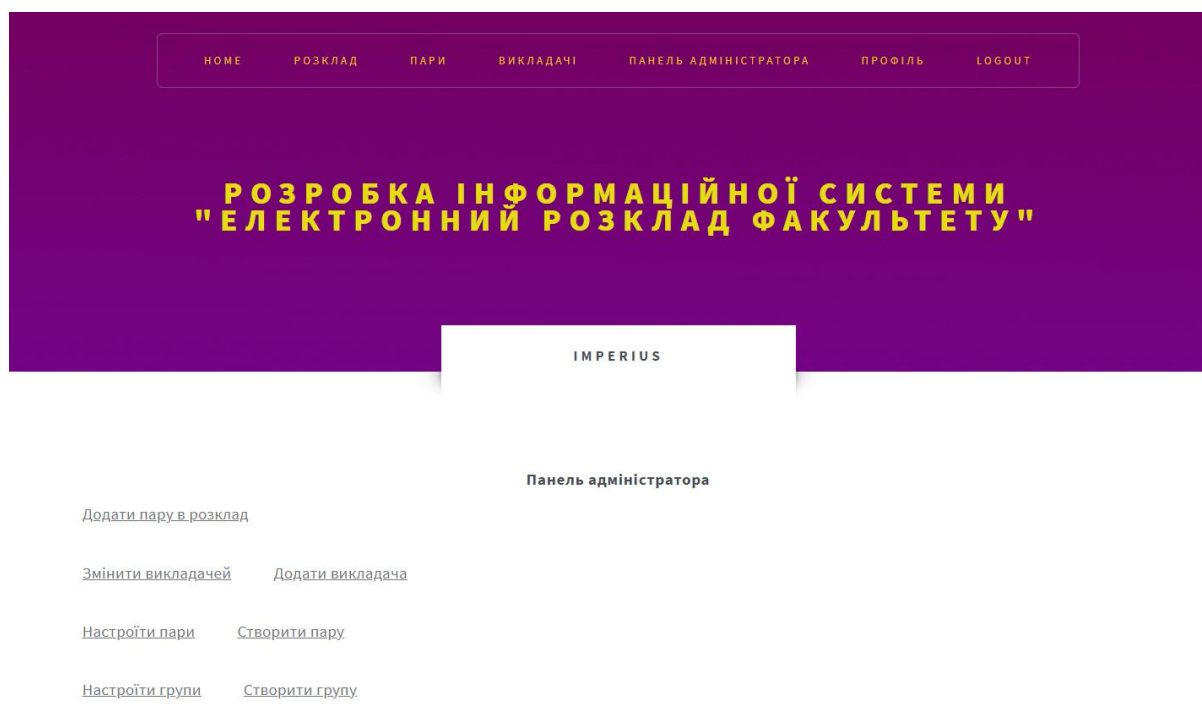 HOME РОЗКЛАД ПАРИ ВИКЛАДАЧІ ПАНЕЛЬ АДМІНІСТРАТОРА ПРОФІЛЬ LOGOUT
РОЗРОБКА ІНФОРМАЦІЙНОЇ СИСТЕМИ
"ЕЛЕКТРОННИЙ РОЗКЛАД ФАКУЛЬТЕТУ"
IMPERIUS
Панель адміністратора
Додати пару в розклад
Змінити викладачей Додати викладача
Настроїти пари Створити пару
Настроїти групи Створити групу